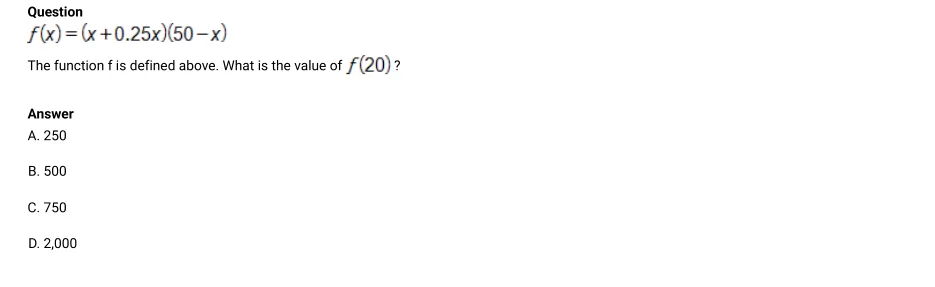 Question
f(x)=(x+0.25x)(50−x)
The function f is defined above. What is the value of f(20)?
Answer
A. 250
B. 500
C. 750
D. 2,000